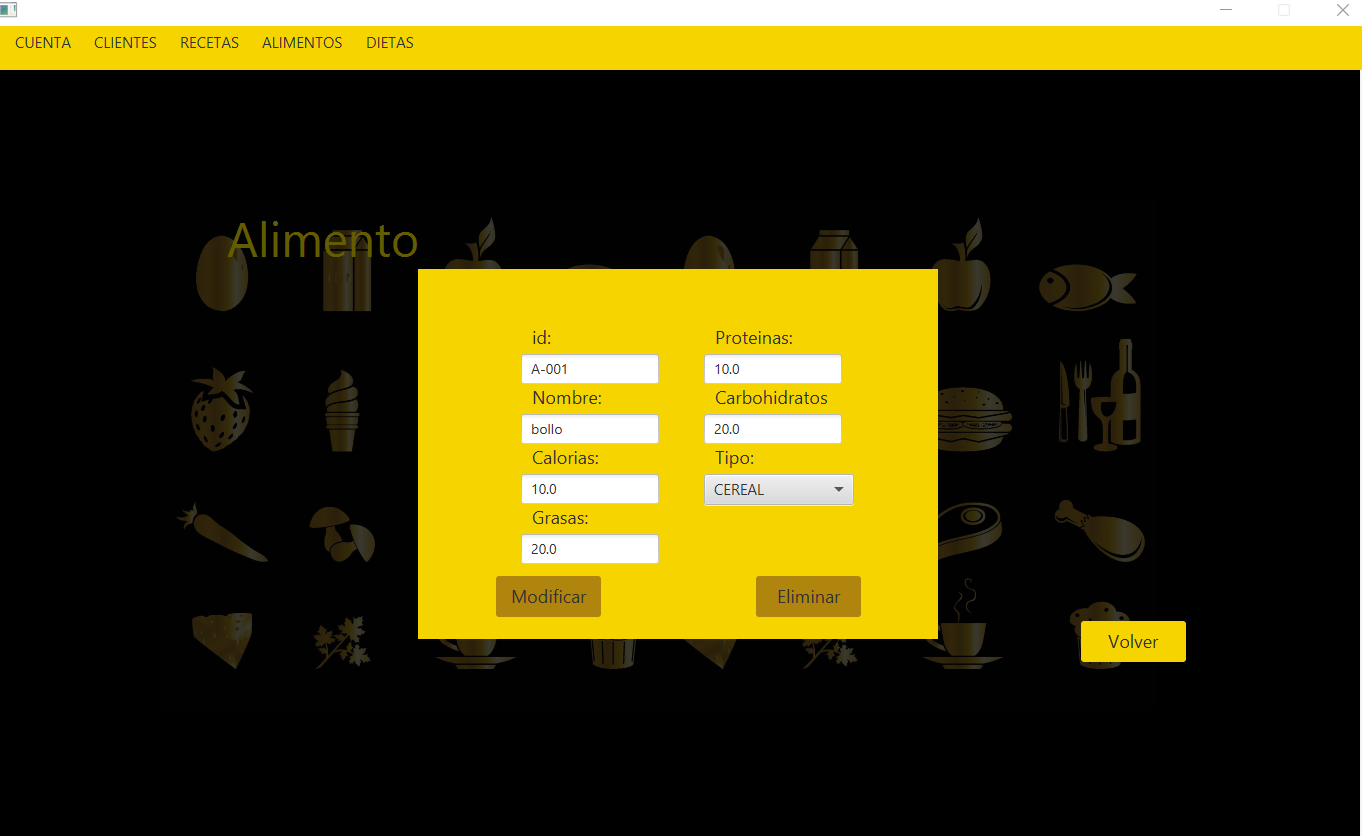 CUENTA CLIENTES RECETAS ALIMENTOS DIETAS
Alimento
id:
A-001
Nombre:
bollo
Calorias:
10.0
Grasas:
20.0
Proteinas:
10.0
Carbohidratos
20.0
Tipo:
CEREAL
Modificar
Eliminar
Volver